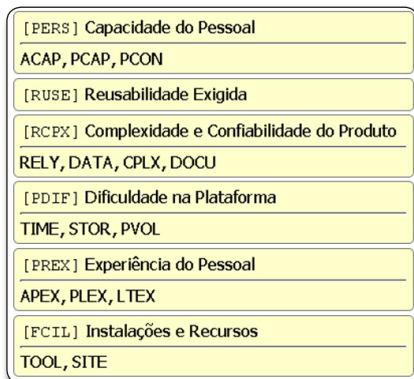 [PERS] Capacidade do Pessoal
ACAP, PCAP, PCON
[RUSE] Reusabilidade Exigida
[RCPX] Complexidade e Confiabilidade do Produto
RELY, DATA, CPLX, DOCU
[PDIF] Dificuldade na Plataforma
TIME, STOR, PVOL
[PREX] Experiência do Pessoal
APEX, PLEX, LTEX
[FCIL] Instalações e Recursos
TOOL, SITE